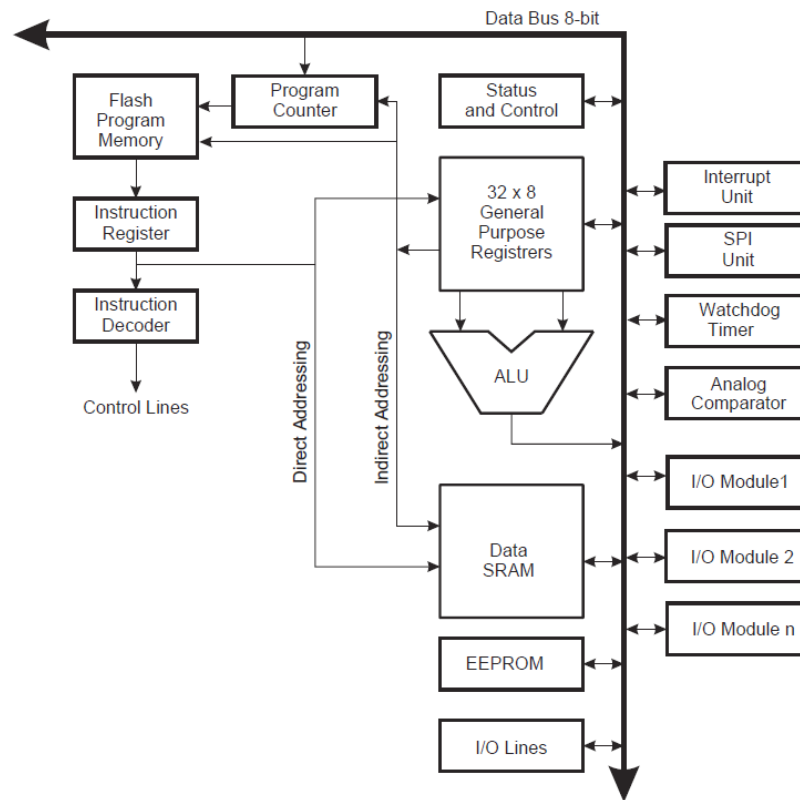 Data Bus 8-bit
Flash
Program
Memory
Program
Counter
Status
and Control
32 x 8
General
Purpose
Registrers
Interrupt
Unit
Instruction
Register
SPI
Unit
Instruction
Decoder
Watchdog
Timer
ALU
Analog
Comparator
Control Lines
Direct Addressing
Indirect Addressing
I/O Module1
Data
SRAM
I/O Module 2
I/O Module n
EEPROM
I/O Lines